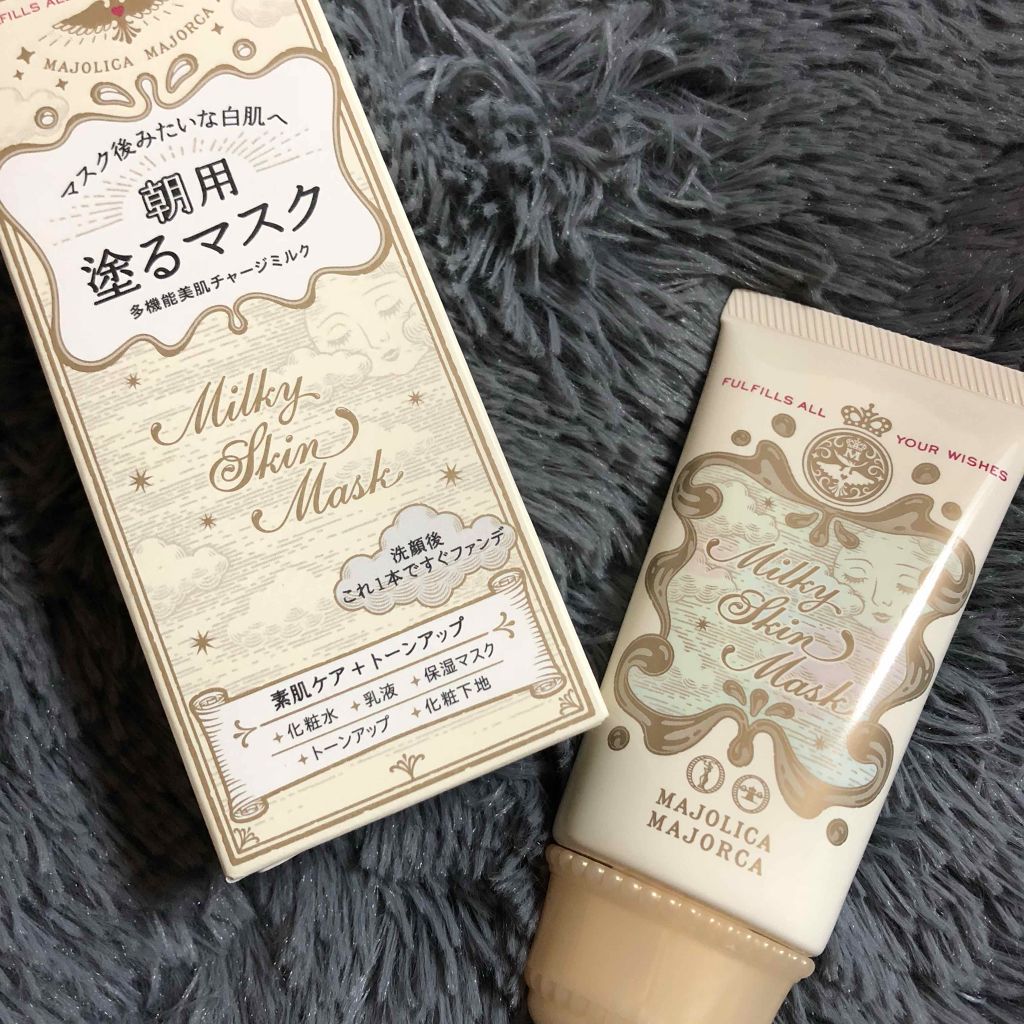 FILLS ALL
MAJOLICA MAJORCA
マスク後みたいな白肌へ
朝用
塗るマスク
多機能美肌チャージミルク
Milky
Skin
Mask
洗顔後
これ1本ですぐファンデ
素肌ケア+トーンアップ
化粧水 乳液 保湿マスク
トーンアップ 化粧下地
FULFILLS ALL YOUR WISHES
M
Milky
Skin
Mask
MAJOLICA
MAJORCA